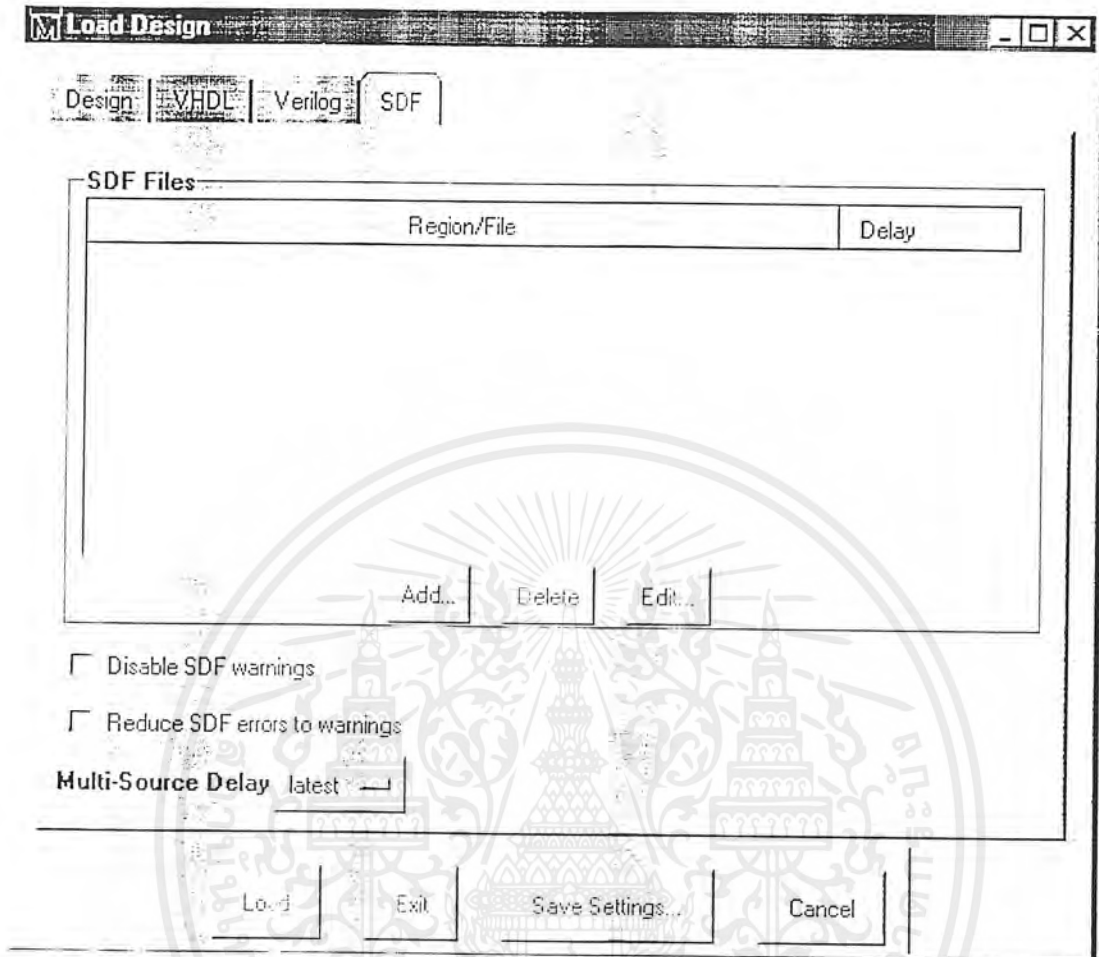 Load Design
Design VHDL Verilog SDF
SDF Files
Region/File Delay
Add... Delete Edit...
Disable SDF warnings
Reduce SDF errors to warnings
Multi-Source Delay latest
Load Exit Save Settings... Cancel